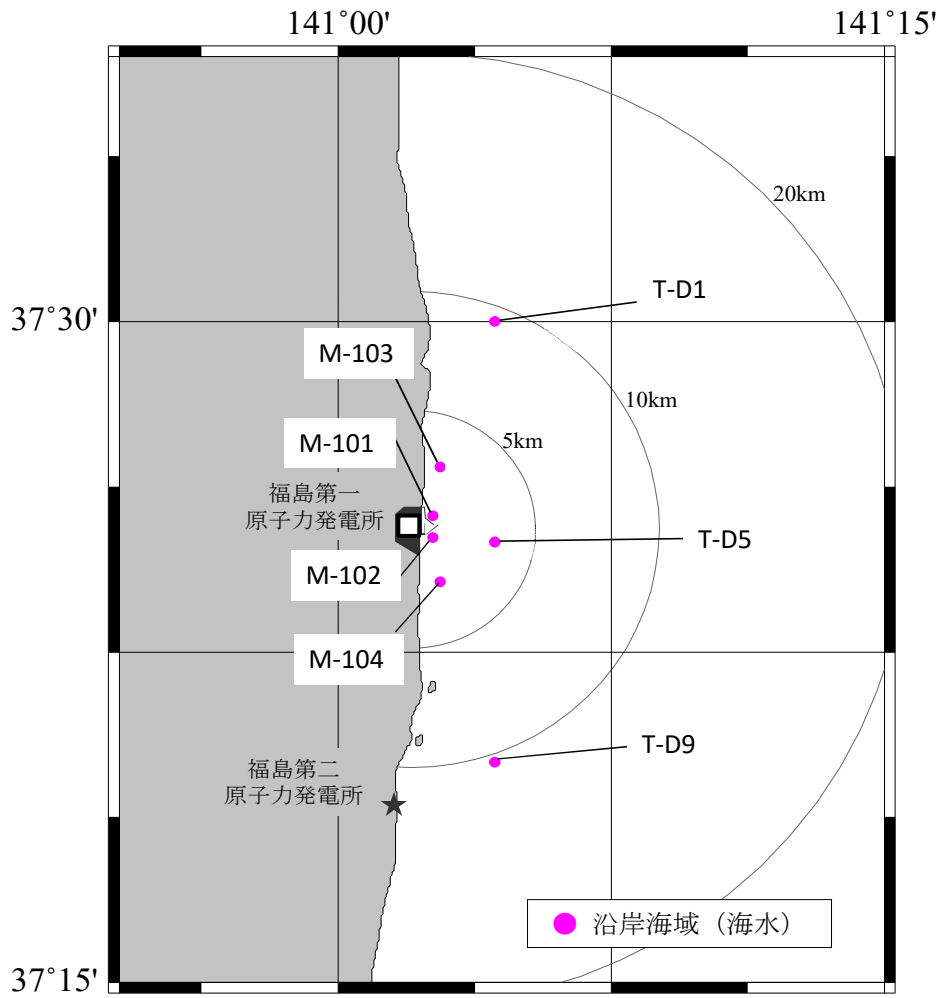 141°00'
141°15'
20km
T-D1
37°30'
M-103
10km
5km
M-101
福島第一
原子力発電所
T-D5
M-102
M-104
T-D9
福島第二
原子力発電所
沿岸海域（海水）
37°15'